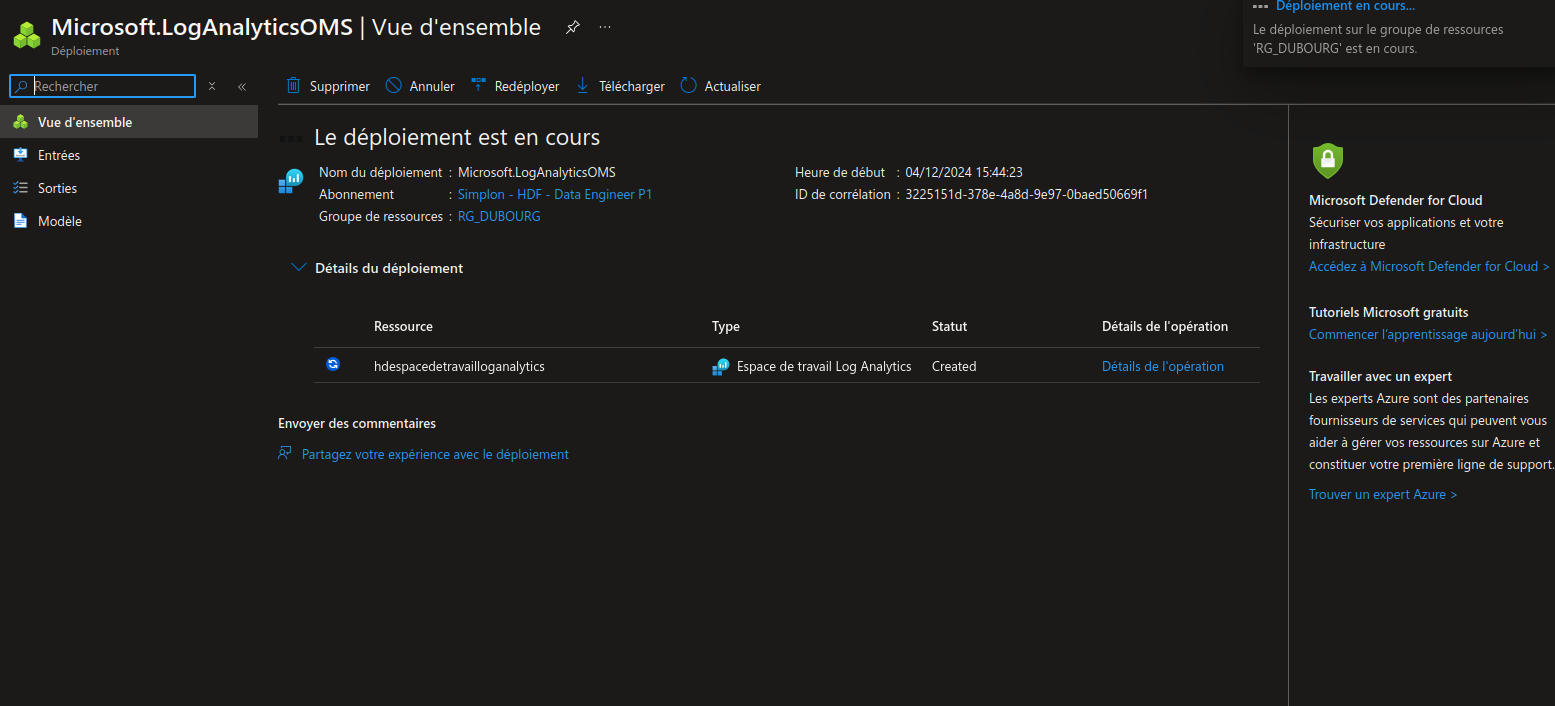 Microsoft.LogAnalyticsOMS | Vue d'ensemble
Déploiement
Déploiement en cours...
Le déploiement sur le groupe de ressources
'RG_DUBOURG' est en cours.
Rechercher
Supprimer Annuler Redéployer Télécharger Actualiser
Vue d'ensemble
Entrées
Sorties
Modèle
Le déploiement est en cours
Nom du déploiement : Microsoft.LogAnalyticsOMS
Abonnement : Simplon - HDF - Data Engineer P1
Groupe de ressources : RG_DUBOURG
Heure de début : 04/12/2024 15:44:23
ID de corrélation : 3225151d-378e-4a8d-9e97-0baed50669f1
Détails du déploiement
Ressource Type Statut Détails de l'opération
hdespacedetravailloganalytics Espace de travail Log Analytics Created Détails de l'opération
Envoyer des commentaires
Partagez votre expérience avec le déploiement
Microsoft Defender for Cloud
Sécuriser vos applications et votre
infrastructure
Accédez à Microsoft Defender for Cloud >
Tutoriels Microsoft gratuits
Commencer l'apprentissage aujourd'hui >
Travailler avec un expert
Les experts Azure sont des partenaires
fournisseurs de services qui peuvent vous
aider à gérer vos ressources sur Azure et
constituer votre première ligne de support.
Trouver un expert Azure >